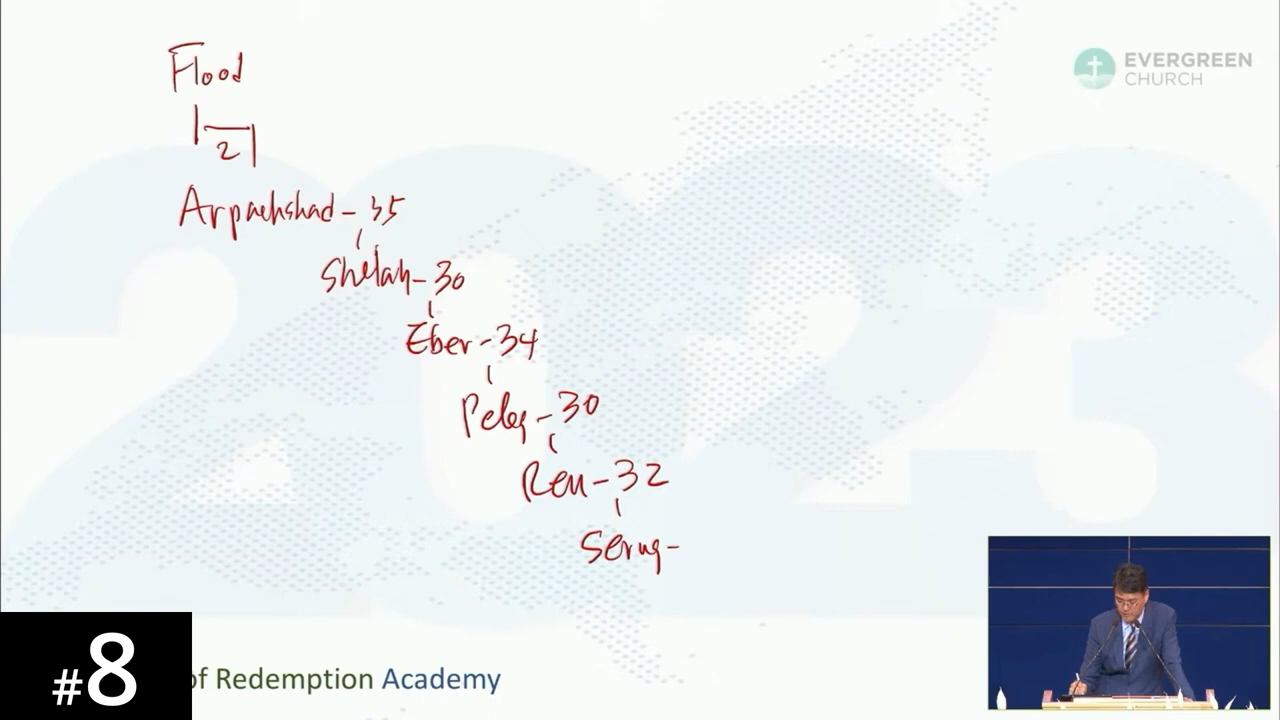 Flood
2
Arpachshad - 35
Shelah - 30
Eber - 34
Peleg - 30
Reu - 32
Serug -
EVERGREEN
CHURCH
2023
#8
of Redemption Academy